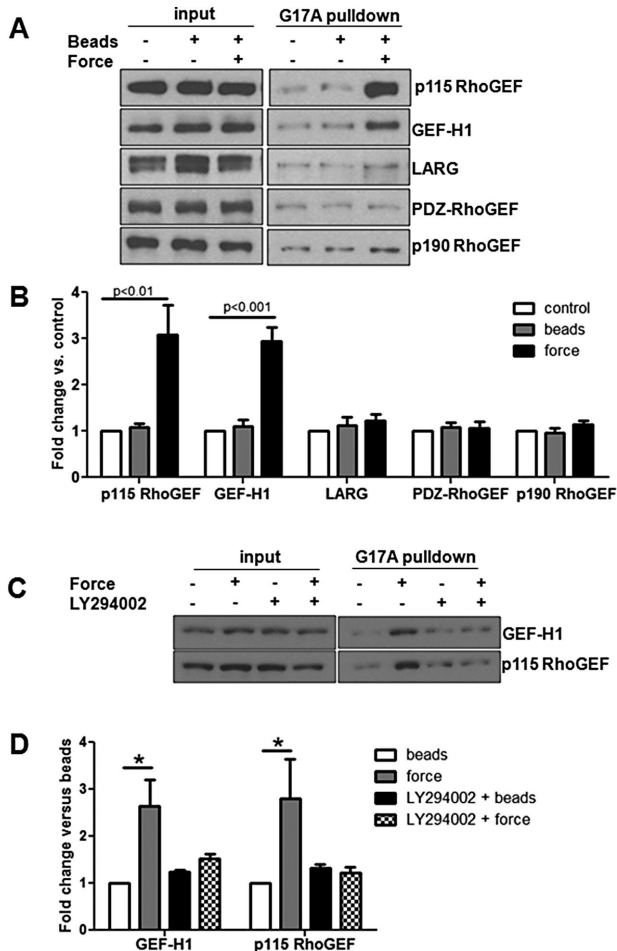 A
input G17A pulldown
Beads - + + - + +
Force + +
p115 RhoGEF
GEF-H1
LARG
PDZ-RhoGEF
p190 RhoGEF
B
Fold change vs. control
4
3
2
1
0
p<0.01
p<0.001
control
beads
force
p115 RhoGEF GEF-H1 LARG PDZ-RhoGEF p190 RhoGEF
C
input G17A pulldown
Force - + - + - + - +
LY294002 - - + + - - + +
GEF-H1
p115 RhoGEF
D
Fold change versus beads
4
3
2
1
0
* *
beads
force
LY294002 + beads
LY294002 + force
GEF-H1 p115 RhoGEF